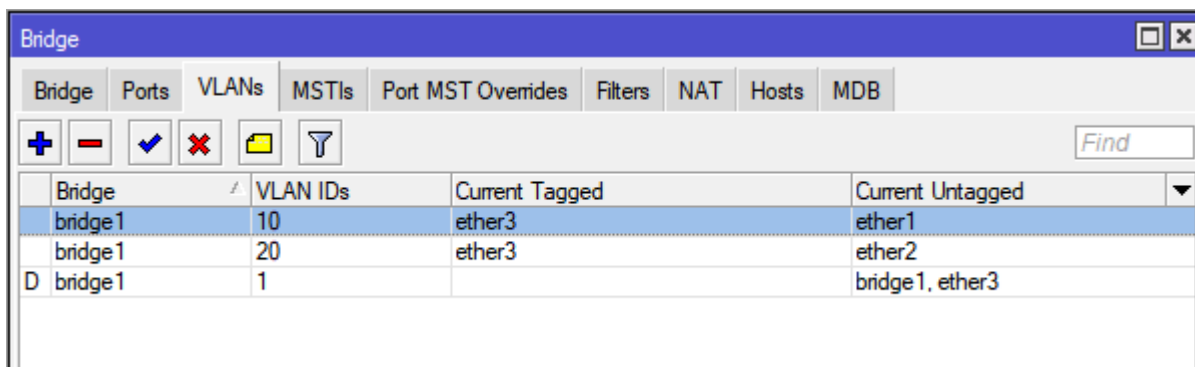 Bridge
Bridge Ports VLANs MSTIs Port MST Overrides Filters NAT Hosts MDB
Find
Bridge VLAN IDs Current Tagged Current Untagged
bridge1 10 ether3 ether1
bridge1 20 ether3 ether2
D bridge1 1 bridge1, ether3